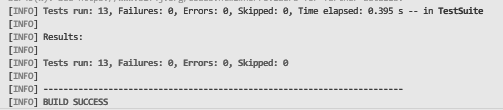 [INFO] Tests run: 13, Failures: 0, Errors: 0, Skipped: 0, Time elapsed: 0.395 s -- in TestSuite
[INFO]
[INFO] Results:
[INFO]
[INFO] Tests run: 13, Failures: 0, Errors: 0, Skipped: 0
[INFO]
[INFO] ------------------------------------------------------------------------
[INFO] BUILD SUCCESS